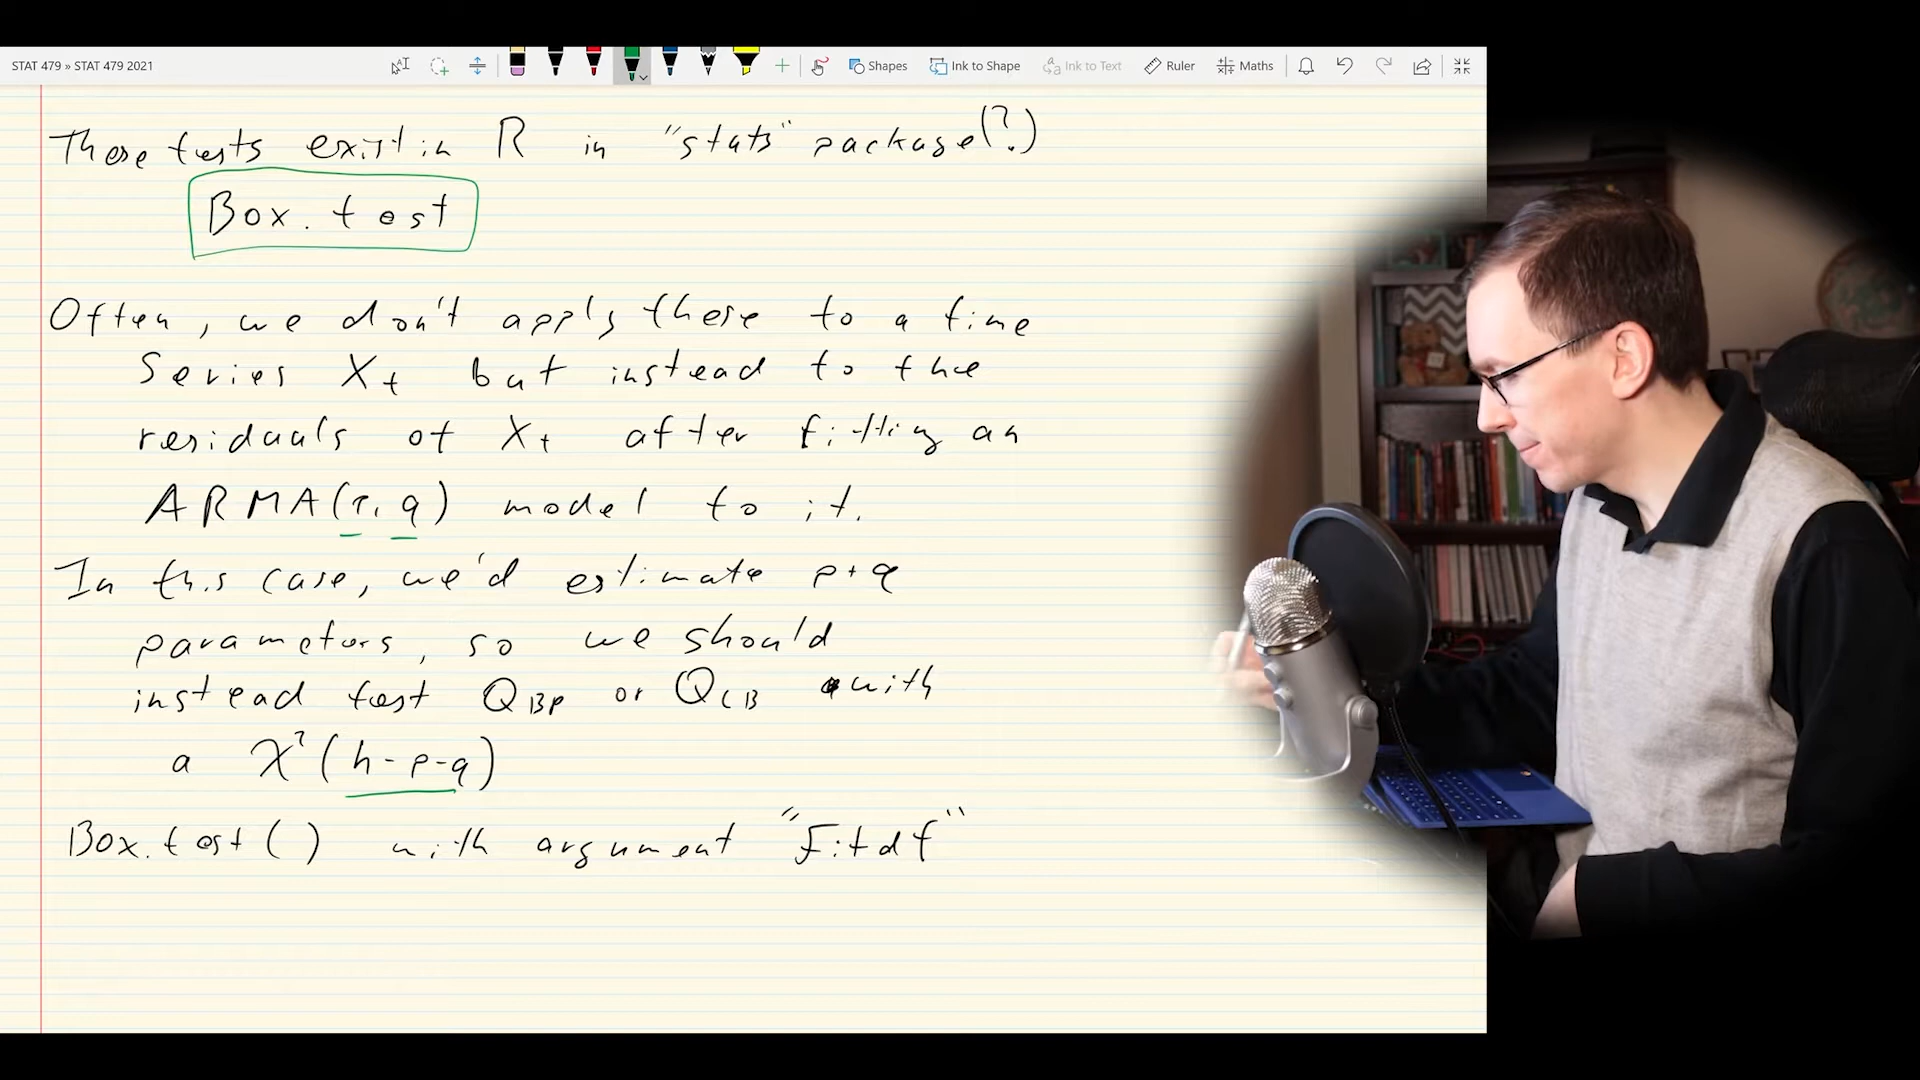 STAT 479 » STAT 479 2021
Shapes
Ink to Shape
Ink to Text
Ruler
Maths
These tests exist in R in "stats" package(?)
Box.test
Often, we don't apply these to a time
Series Xt but instead to the
residuals of Xt after fitting an
ARMA(p, q) model to it.
In this case, we'd estimate p+q
parameters, so we should
instead test QBP or QLB with
a χ²(h-p-q)
Box.test() with argument "Fitdf"